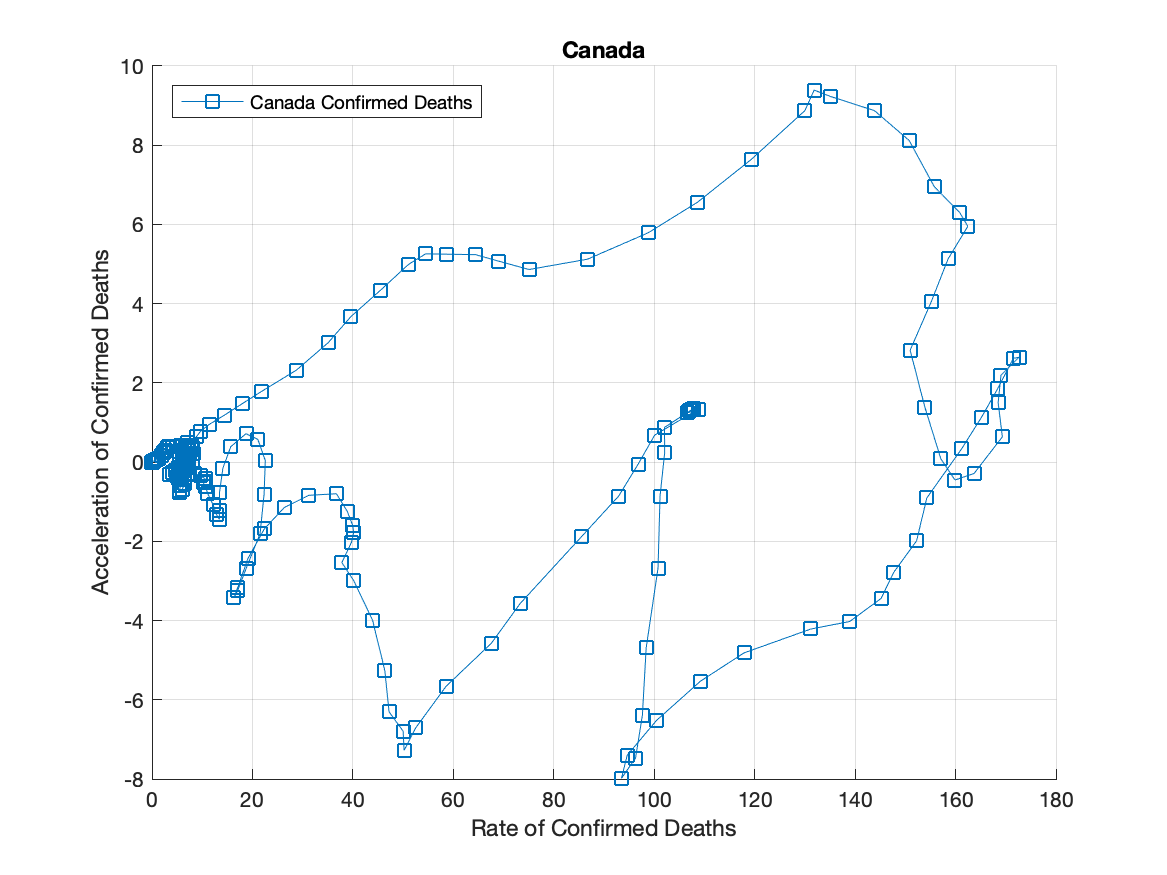 Canada
Canada Confirmed Deaths
10
8
6
4
2
0
-2
-4
-6
-8
Acceleration of Confirmed Deaths
0 20 40 60 80 100 120 140 160 180
Rate of Confirmed Deaths